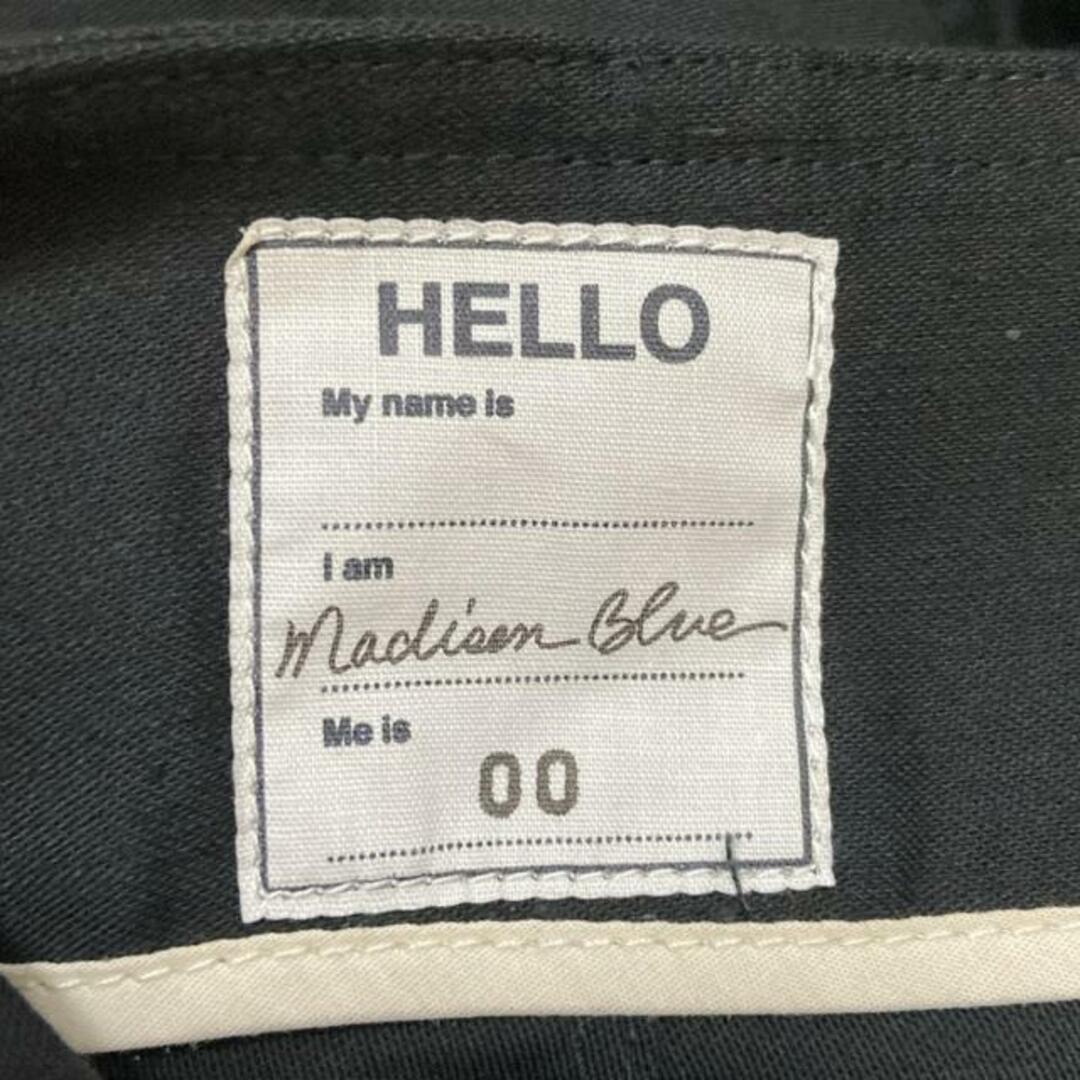 HELLO
My name is
I am
Madison Blue
Me is
00